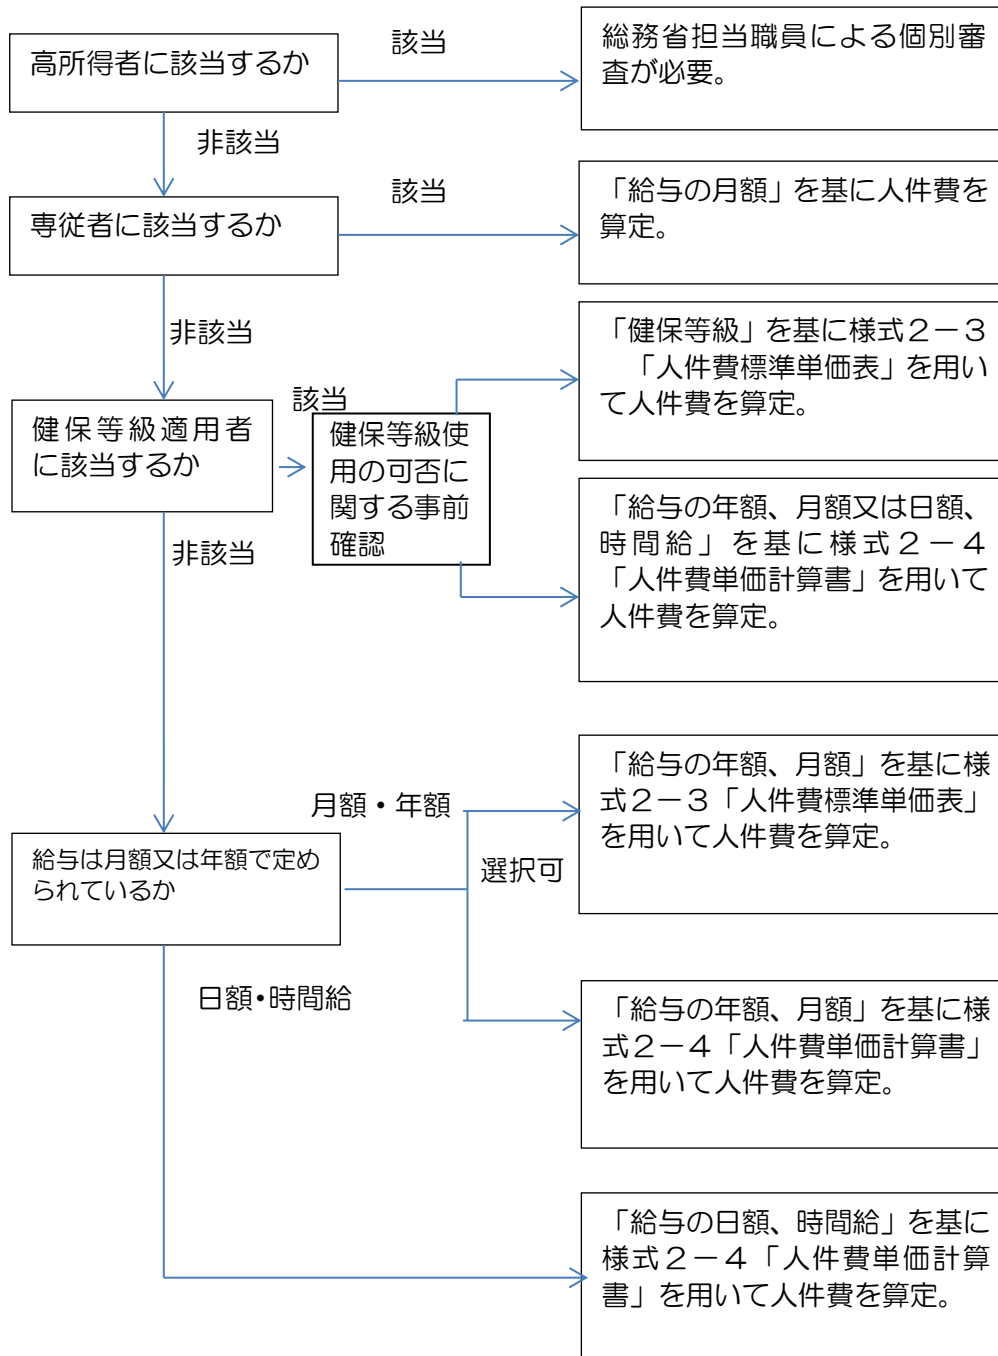 高所得者に該当するか
該当
総務省担当職員による個別審
査が必要。
非該当
専従者に該当するか
該当
「給与の月額」を基に人件費を
算定。
非該当
健保等級適用者
に該当するか
該当
健保等級使
用の可否に
関する事前
確認
「健保等級」を基に様式2-3
「人件費標準単価表」を用い
て人件費を算定。
「給与の年額、月額又は日額、
時間給」を基に様式2-4
「人件費単価計算書」を用いて
人件費を算定。
非該当
給与は月額又は年額で定め
られているか
月額・年額
選択可
「給与の年額、月額」を基に様
式2-3「人件費標準単価表」
を用いて人件費を算定。
「給与の年額、月額」を基に様
式2-4「人件費単価計算書」
を用いて人件費を算定。
日額・時間給
「給与の日額、時間給」を基に
様式2-4「人件費単価計算
書」を用いて人件費を算定。